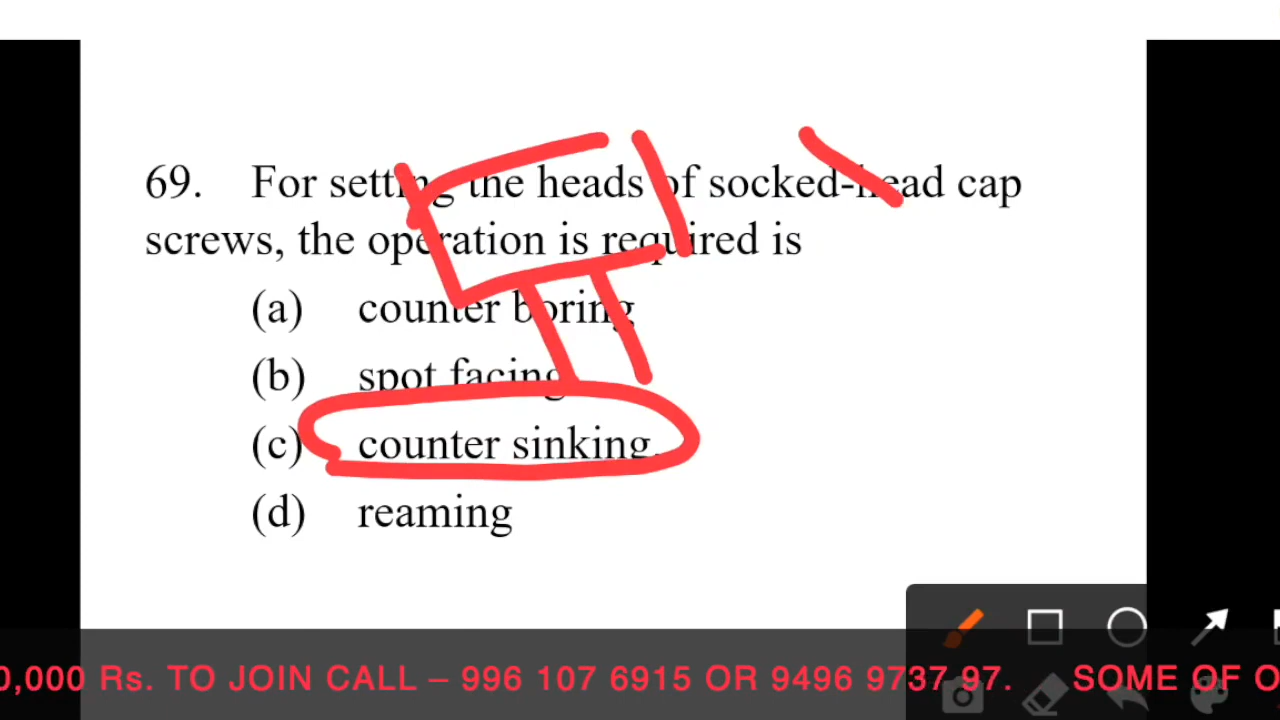 69. For setting the heads of socked-head cap
screws, the operation is required is
(a) counter boring
(b) spot facing
(c) counter sinking.
(d) reaming
0,000 Rs. TO JOIN CALL – 996 107 6915 OR 9496 9737 97. SOME OF O